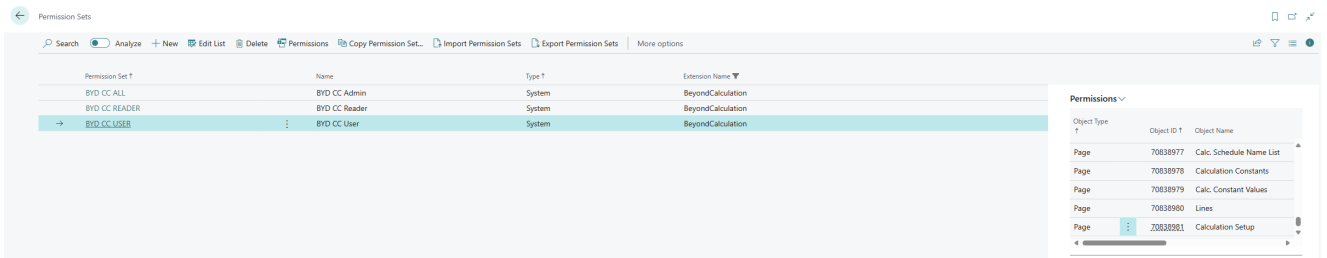 Permission Sets
Search Analyze New Edit List Delete Permissions Copy Permission Set... Import Permission Sets Export Permission Sets More options
Permission Set ↑ Name Type ↑ Extension Name
BYD CC ALL BYD CC Admin System BeyondCalculation
BYD CC READER BYD CC Reader System BeyondCalculation
BYD CC USER BYD CC User System BeyondCalculation
Permissions
Object Type ↑ Object ID ↑ Object Name
Page 70838977 Calc. Schedule Name List
Page 70838978 Calculation Constants
Page 70838979 Calc. Constant Values
Page 70838980 Lines
Page 70838981 Calculation Setup